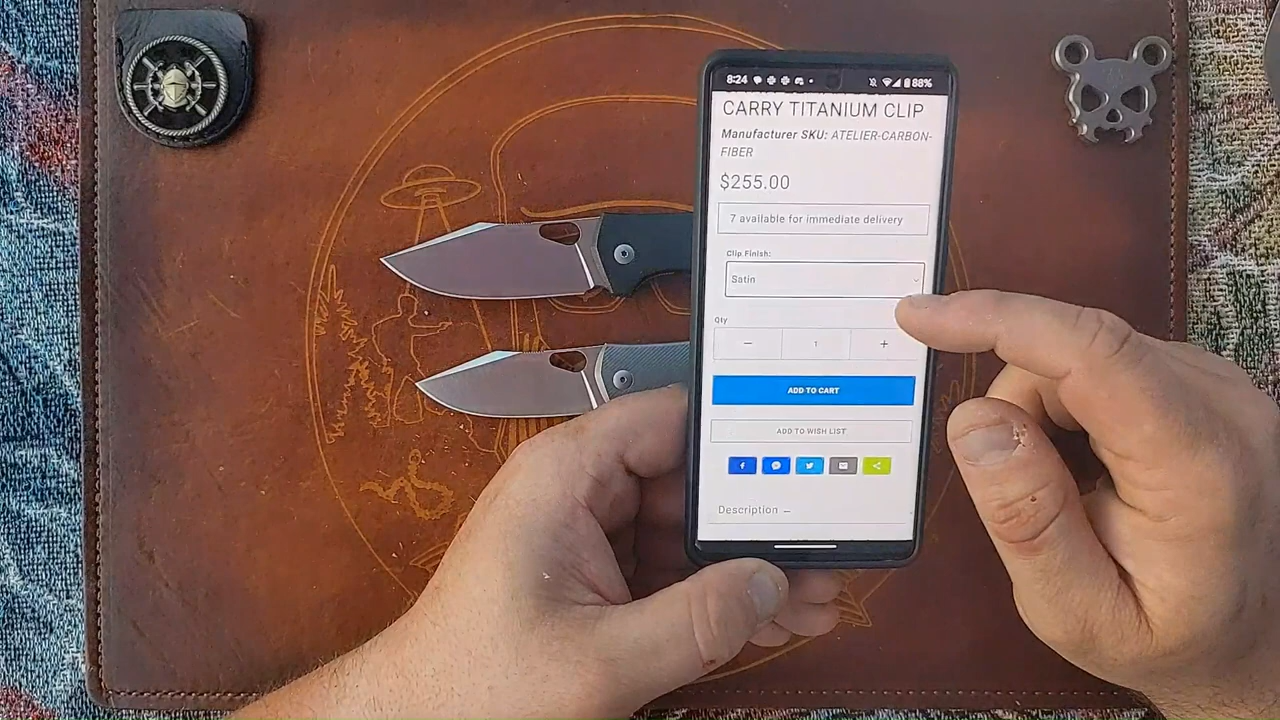 8:24
88%
CARRY TITANIUM CLIP
Manufacturer SKU: ATELIER-CARBON-
FIBER
$255.00
7 available for immediate delivery
Clip Finish:
Satin
Qty
1
ADD TO CART
ADD TO WISH LIST
Description